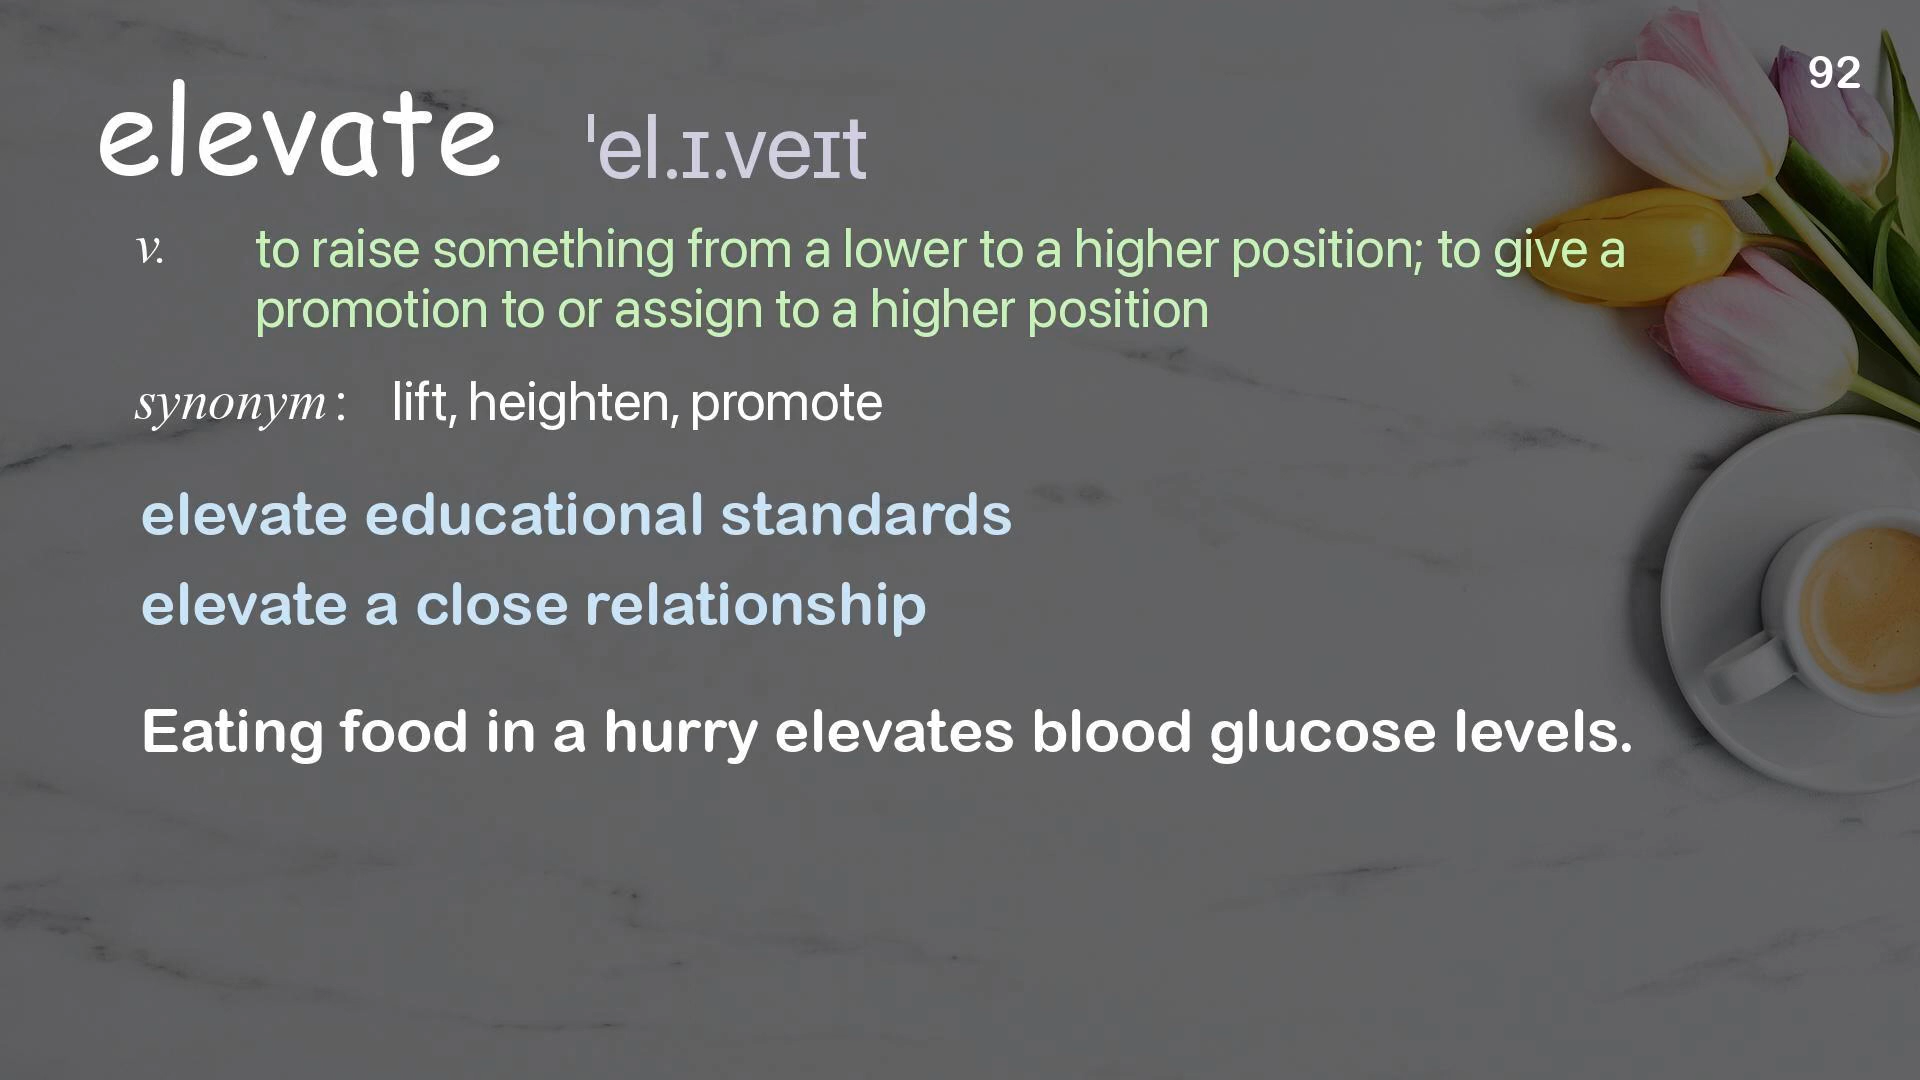 92
elevate ˈel.ɪ.veɪt
v. to raise something from a lower to a higher position; to give a
promotion to or assign to a higher position
synonym: lift, heighten, promote
elevate educational standards
elevate a close relationship
Eating food in a hurry elevates blood glucose levels.